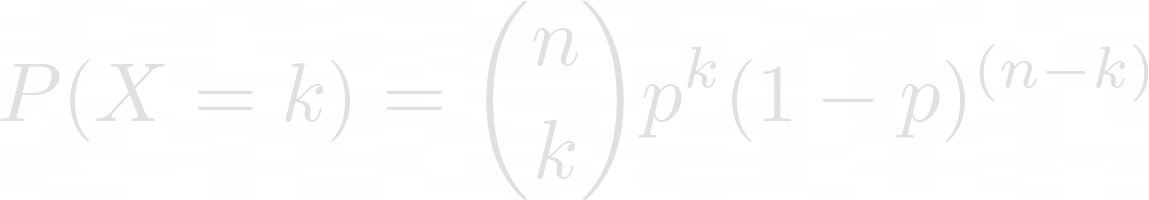 P(X = k) = \binom{n}{k} p^k (1 − p)^{(n−k)}